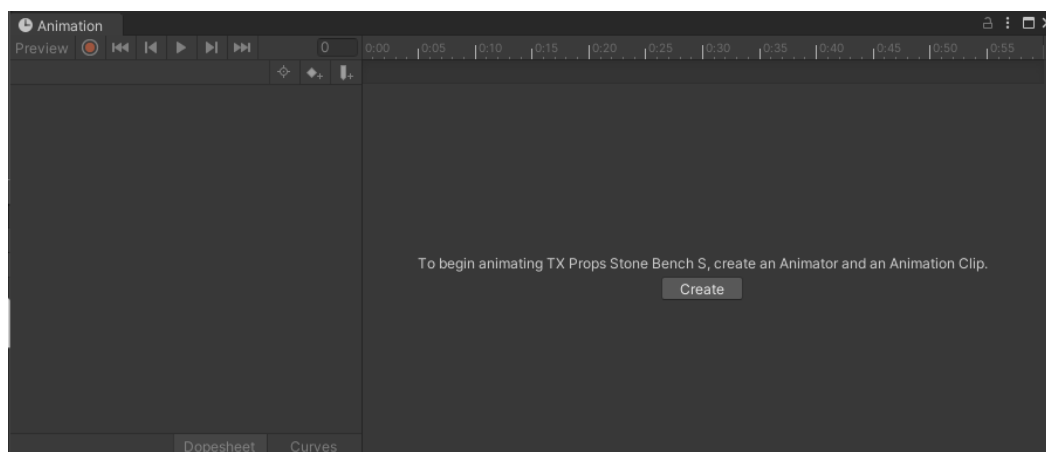 Animation
Preview 0 0:00 0:05 0:10 0:15 0:20 0:25 0:30 0:35 0:40 0:45 0:50 0:55
To begin animating TX Props Stone Bench S, create an Animator and an Animation Clip.
Create
Dopesheet Curves